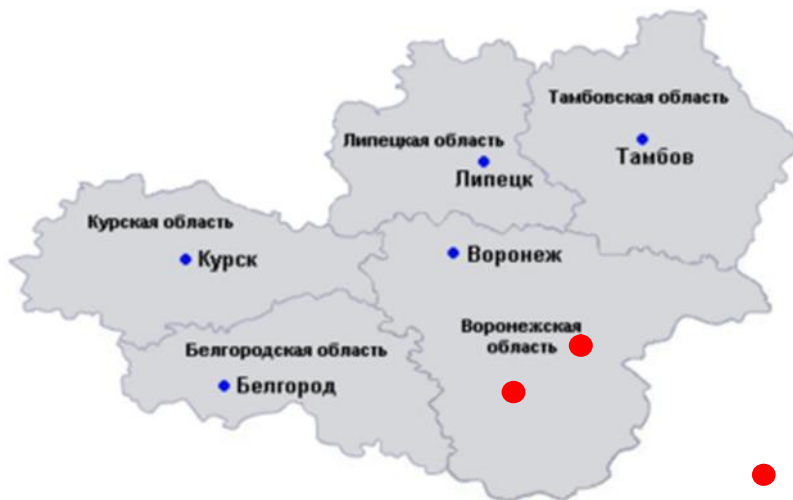 Тамбовская область
Тамбов
Липецкая область
Липецк
Курская область
Курск
Воронеж
Воронежская
область
Белгородская область
Белгород